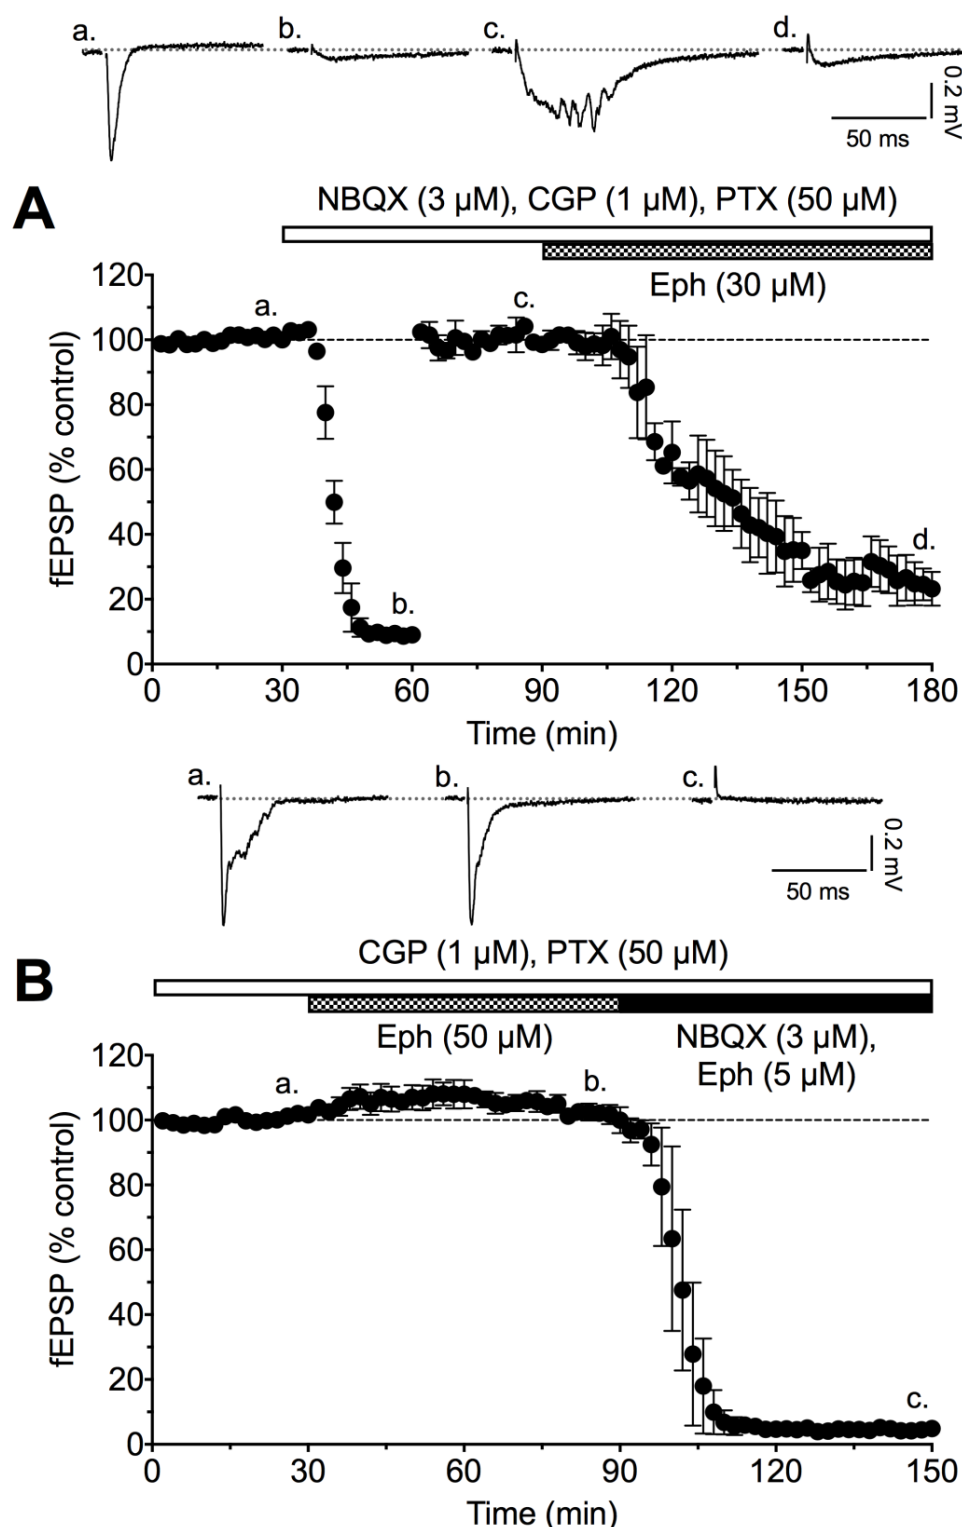 a. b. c. d.
0.2 mV
50 ms
A
NBQX (3 µM), CGP (1 µM), PTX (50 µM)
Eph (30 µM)
120
100
80
60
40
20
0
fEPSP (% control)
a. b. c. d.
0 30 60 90 120 150 180
Time (min)
a. b. c.
0.2 mV
50 ms
B
CGP (1 µM), PTX (50 µM)
Eph (50 µM)
NBQX (3 µM),
Eph (5 µM)
120
100
80
60
40
20
0
fEPSP (% control)
a. b. c.
0 30 60 90 120 150
Time (min)